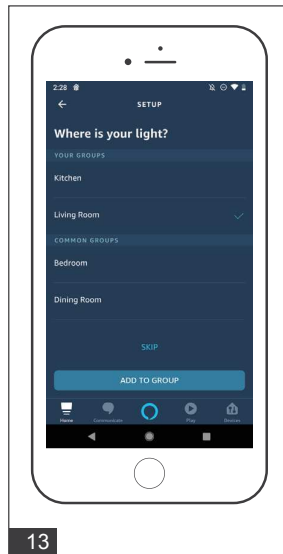 2:28
SETUP
Where is your light?
YOUR GROUPS
Kitchen
Living Room
COMMON GROUPS
Bedroom
Dining Room
SKIP
ADD TO GROUP
Home Communicate Play Devices
13